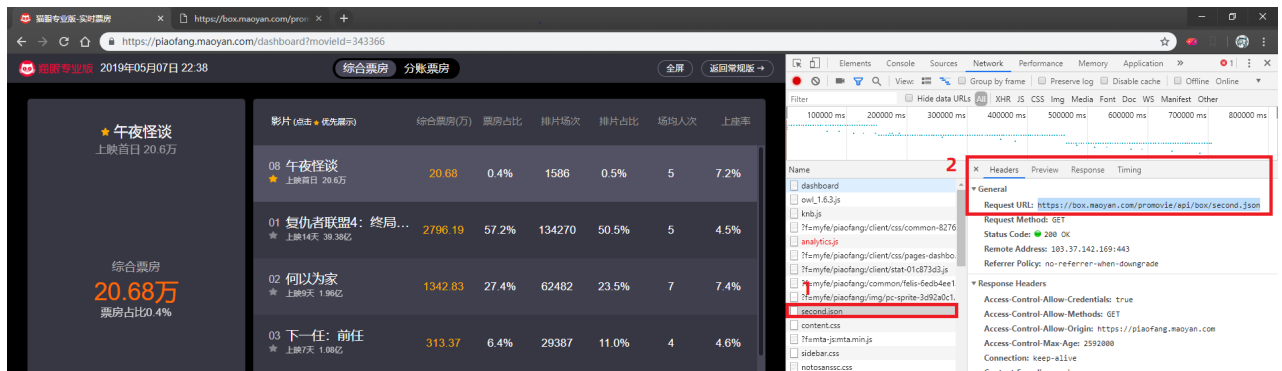 猫眼专业版-实时票房 × https://box.maoyan.com/prom × +
https://piaofang.maoyan.com/dashboard?movieId=343366
猫眼专业版 2019年05月07日 22:38 综合票房 分账票房 全屏 返回常规版 →
午夜怪谈
上映首日 20.6万
综合票房
20.68万
票房占比0.4%
影片 (点击 ★ 优先展示) 综合票房(万) 票房占比 排片场次 排片占比 场均人次 上座率
08 午夜怪谈 20.68 0.4% 1586 0.5% 5 7.2%
上映首日 20.6万
01 复仇者联盟4：终局... 2796.19 57.2% 134270 50.5% 5 4.5%
上映14天 39.38亿
02 何以为家 1342.83 27.4% 62482 23.5% 7 7.4%
上映9天 1.96亿
03 下一任：前任 313.37 6.4% 29387 11.0% 4 4.6%
上映7天 1.08亿
Elements Console Sources Network Performance Memory Application » 1
View: Group by frame Preserve log Disable cache Offline Online
Filter Hide data URLs All XHR JS CSS Img Media Font Doc WS Manifest Other
100000 ms 200000 ms 300000 ms 400000 ms 500000 ms 600000 ms 700000 ms 800000 ms
Name
dashboard
owl_1.6.3.js
knb.js
?f=myfe/piaofang/client/css/common-8276
analytics.js
?f=myfe/piaofang/client/css/pages-dashbo.
?f=myfe/piaofang/client/stat-01c873d3.js
?f=myfe/piaofang/common/felis-6edb4ee1
?f=myfe/piaofang/img/pc-sprite-3d92a0c1.
1
second.json
content.css
?f=mta-js:mta.min.js
sidebar.css
notosanssc.css
2
× Headers Preview Response Timing
General
Request URL: https://box.maoyan.com/promovie/api/box/second.json
Request Method: GET
Status Code: 200 OK
Remote Address: 103.37.142.169:443
Referrer Policy: no-referrer-when-downgrade
Response Headers
Access-Control-Allow-Credentials: true
Access-Control-Allow-Methods: GET
Access-Control-Allow-Origin: https://piaofang.maoyan.com
Access-Control-Max-Age: 2592000
Connection: keep-alive